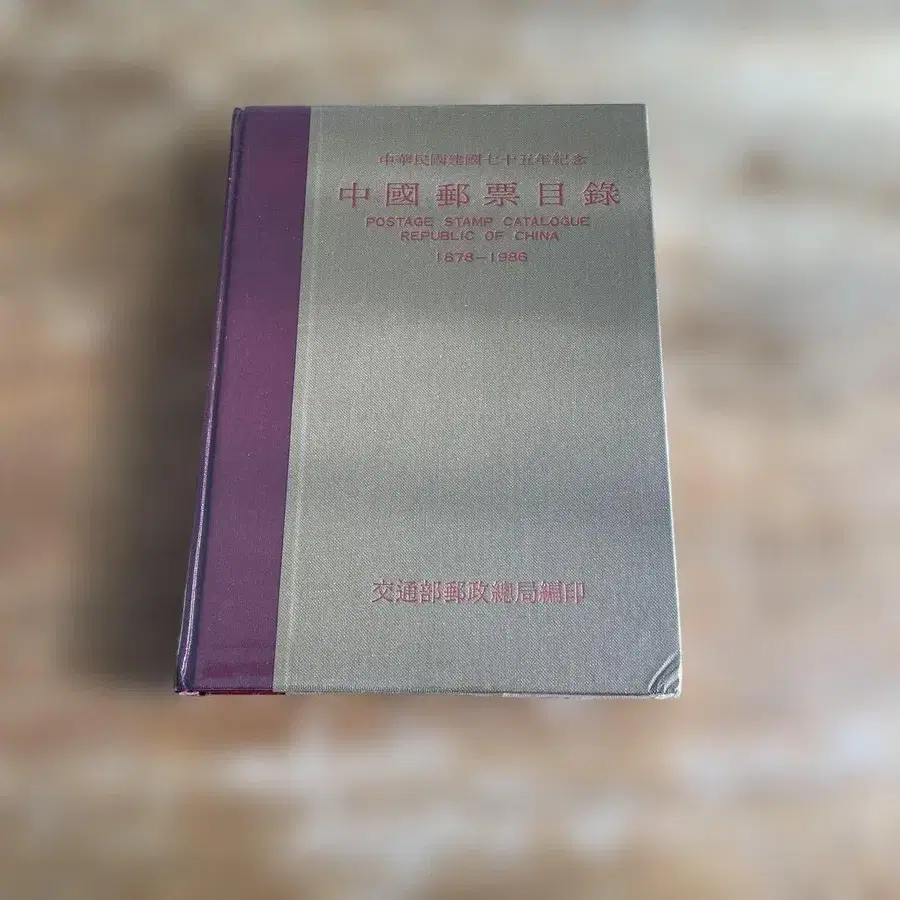 中華民國建國七十五年紀念
中國郵票目錄
POSTAGE STAMP CATALOGUE
REPUBLIC OF CHINA
1878-1986
交通部郵政總局編印